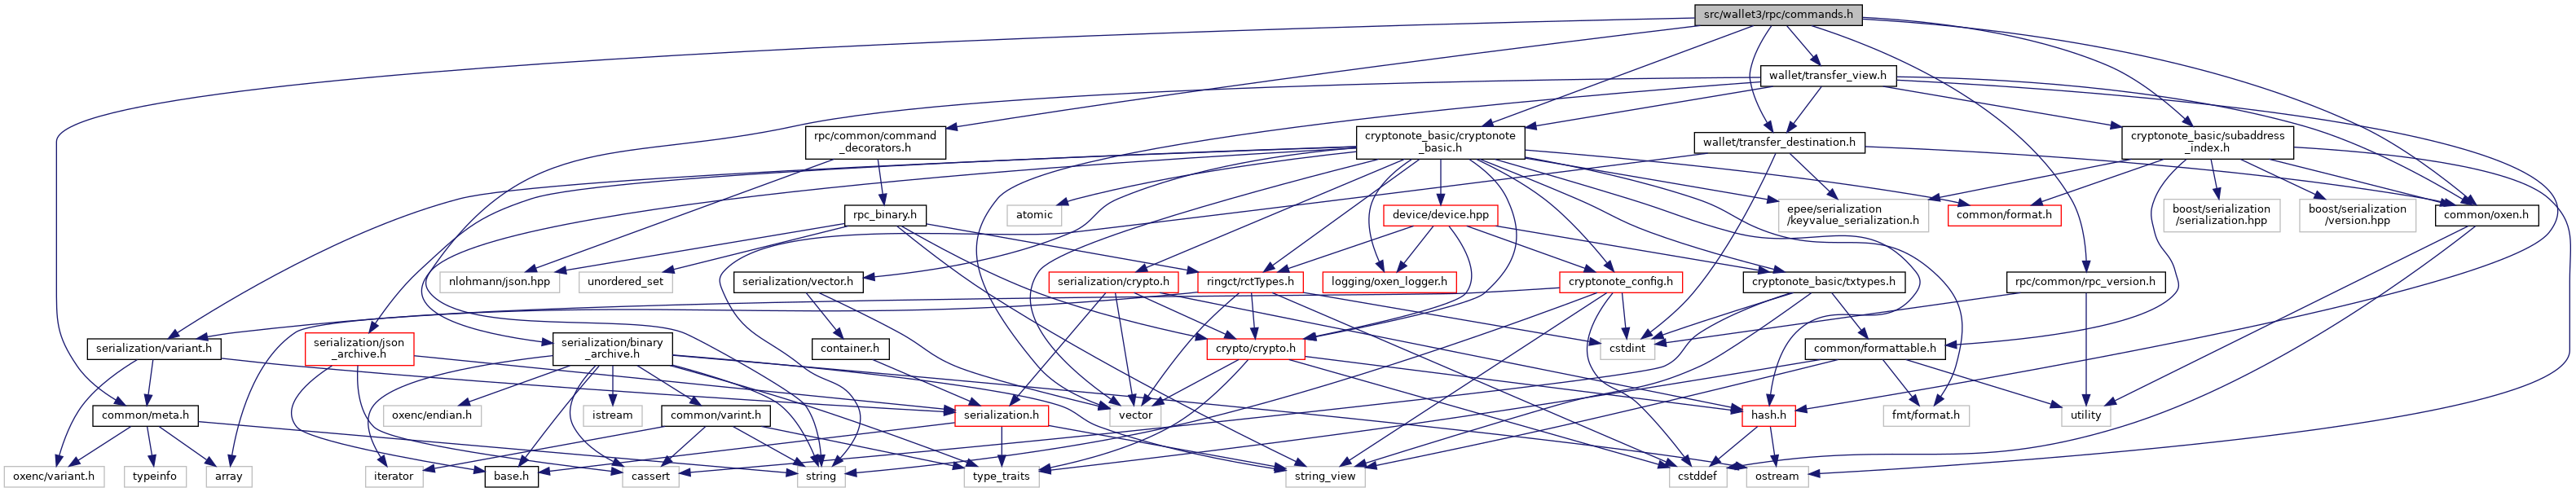 src/wallet3/rpc/commands.h
wallet/transfer_view.h
rpc/common/command
_decorators.h
cryptonote_basic/cryptonote
_basic.h
wallet/transfer_destination.h
cryptonote_basic/subaddress
_index.h
atomic
rpc_binary.h
device/device.hpp
epee/serialization
/keyvalue_serialization.h
common/format.h
boost/serialization
/serialization.hpp
boost/serialization
/version.hpp
common/oxen.h
nlohmann/json.hpp
unordered_set
serialization/vector.h
serialization/crypto.h
ringct/rctTypes.h
logging/oxen_logger.h
cryptonote_config.h
cryptonote_basic/txtypes.h
rpc/common/rpc_version.h
serialization/variant.h
serialization/json
_archive.h
serialization/binary
_archive.h
container.h
crypto/crypto.h
cstdint
common/formattable.h
common/meta.h
oxenc/endian.h
istream
common/varint.h
serialization.h
vector
hash.h
fmt/format.h
utility
oxenc/variant.h
typeinfo
array
iterator
base.h
cassert
string
type_traits
string_view
cstddef
ostream